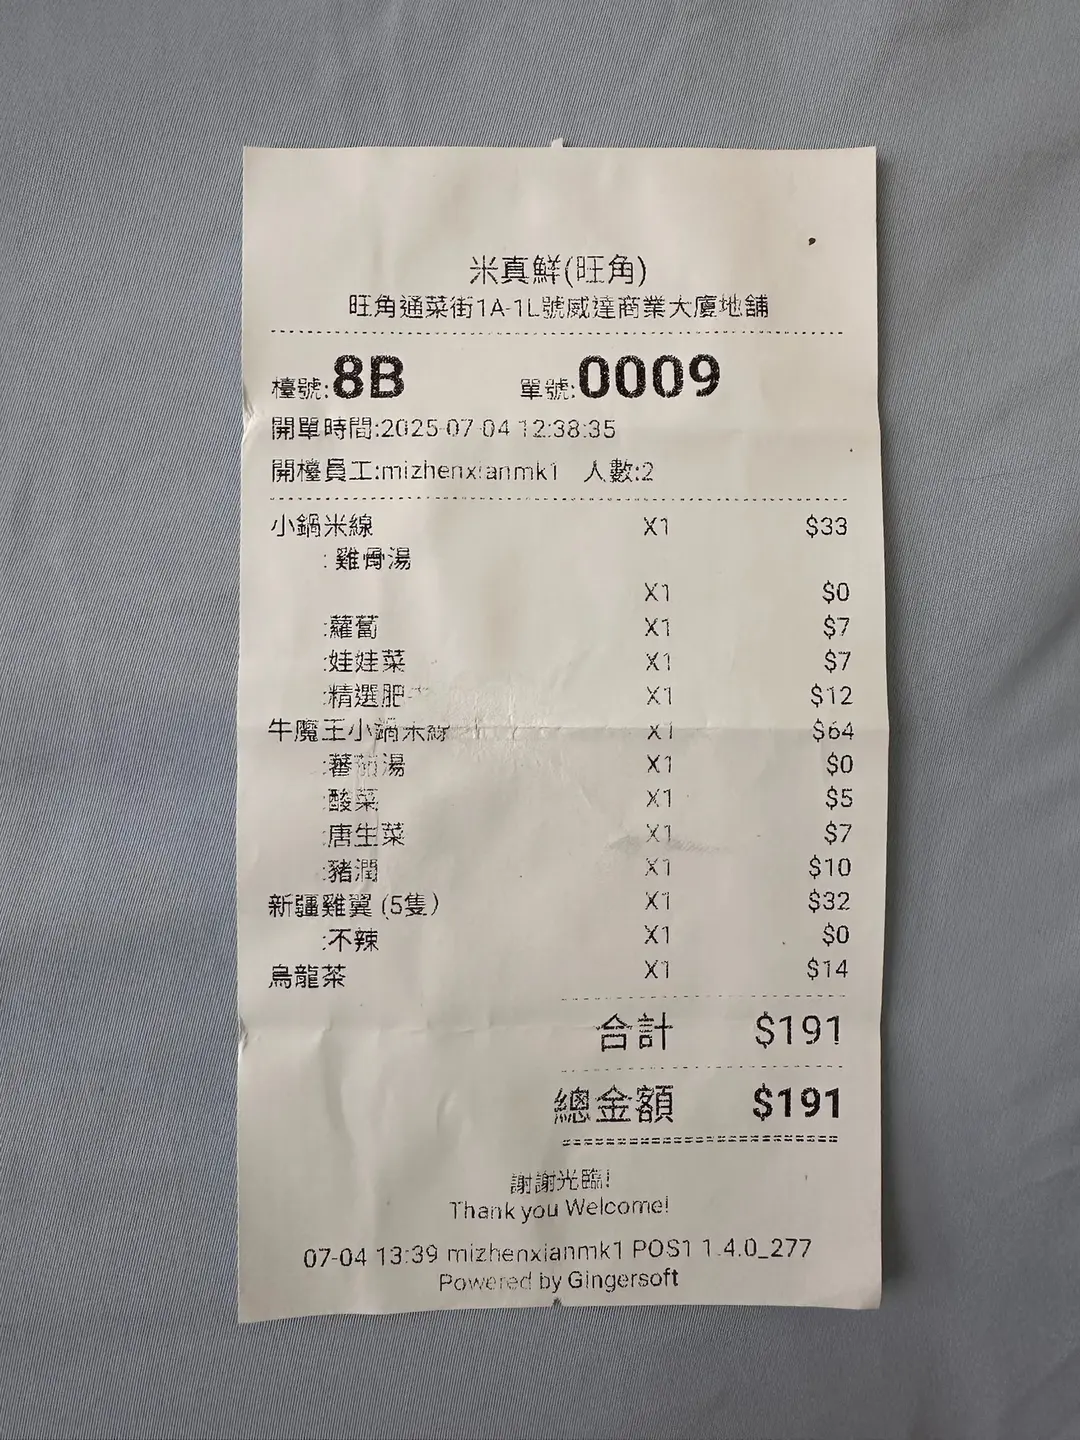 米真鮮(旺角)
旺角通菜街1A-1L號威達商業大廈地舖
檯號:8B 單號:0009
開單時間:2025-07-04 12:38:35
開檯員工:mizhenxianmk1 人數:2
小鍋米線 X1 $33
: 雞骨湯
X1 $0
:蘿蔔 X1 $7
:娃娃菜 X1 $7
:精選肥 X1 $12
牛魔王小鍋米線 X1 $64
:蕃茄湯 X1 $0
:酸菜 X1 $5
:唐生菜 X1 $7
:豬潤 X1 $10
新疆雞翼 (5隻) X1 $32
:不辣 X1 $0
烏龍茶 X1 $14
合計 $191
總金額 $191
謝謝光臨!
Thank you Welcome!
07-04 13:39 mizhenxianmk1 POS1 1.4.0_277
Powered by Gingersoft